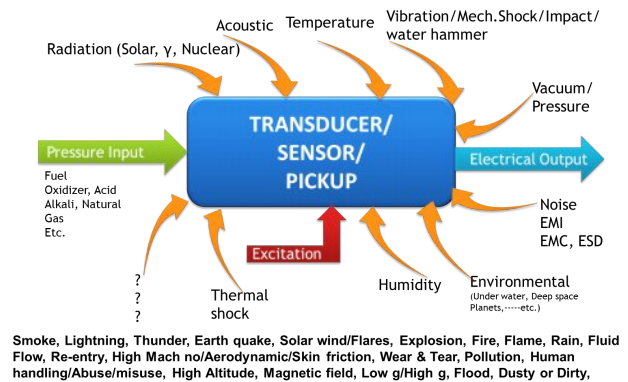 Vibration/Mech.Shock/Impact/
water hammer
Temperature
Acoustic
Radiation (Solar, γ, Nuclear)
Vacuum/
Pressure
TRANSDUCER/
SENSOR/
PICKUP
Pressure Input
Electrical Output
Fuel
Oxidizer, Acid
Alkali, Natural
Gas
Etc.
Noise
EMI
EMC, ESD
Excitation
?
?
?
Thermal
shock
Humidity
Environmental
(Under water, Deep space
Planets,-----etc.)
Smoke, Lightning, Thunder, Earth quake, Solar wind/Flares, Explosion, Fire, Flame, Rain, Fluid
Flow, Re-entry, High Mach no/Aerodynamic/Skin friction, Wear & Tear, Pollution, Human
handling/Abuse/misuse, High Altitude, Magnetic field, Low g/High g, Flood, Dusty or Dirty,